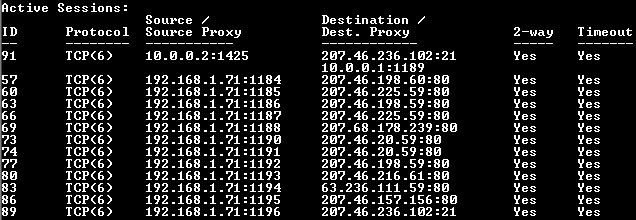 Active Sessions:
Source / Destination /
ID Protocol Source Proxy Dest. Proxy 2-way Timeout
-- -------- ------------ ----------- ----- -------
91 TCP(6) 10.0.0.2:1425 207.46.236.102:21 Yes Yes
10.0.0.1:1189
57 TCP(6) 192.168.1.71:1184 207.46.198.60:80 Yes Yes
60 TCP(6) 192.168.1.71:1185 207.46.225.59:80 Yes Yes
63 TCP(6) 192.168.1.71:1186 207.46.198.59:80 Yes Yes
66 TCP(6) 192.168.1.71:1187 207.46.225.59:80 Yes Yes
69 TCP(6) 192.168.1.71:1188 207.68.178.239:80 Yes Yes
73 TCP(6) 192.168.1.71:1190 207.46.20.59:80 Yes Yes
74 TCP(6) 192.168.1.71:1191 207.46.20.59:80 Yes Yes
77 TCP(6) 192.168.1.71:1192 207.46.198.59:80 Yes Yes
80 TCP(6) 192.168.1.71:1193 207.46.216.61:80 Yes Yes
83 TCP(6) 192.168.1.71:1194 63.236.111.59:80 Yes Yes
86 TCP(6) 192.168.1.71:1195 207.46.157.156:80 Yes Yes
89 TCP(6) 192.168.1.71:1196 207.46.236.102:21 Yes Yes